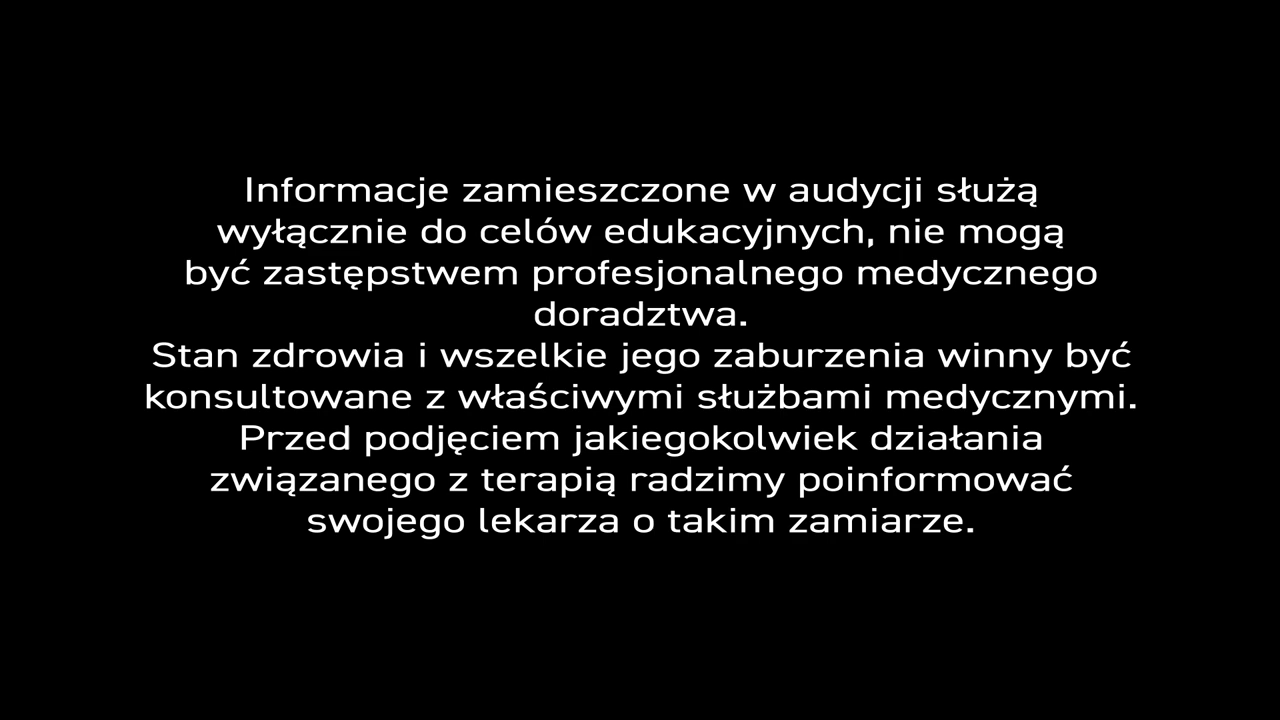 Informacje zamieszczone w audycji służą
wyłącznie do celów edukacyjnych, nie mogą
być zastępstwem profesjonalnego medycznego
doradztwa.
Stan zdrowia i wszelkie jego zaburzenia winny być
konsultowane z właściwymi służbami medycznymi.
Przed podjęciem jakiegokolwiek działania
związanego z terapią radzimy poinformować
swojego lekarza o takim zamiarze.